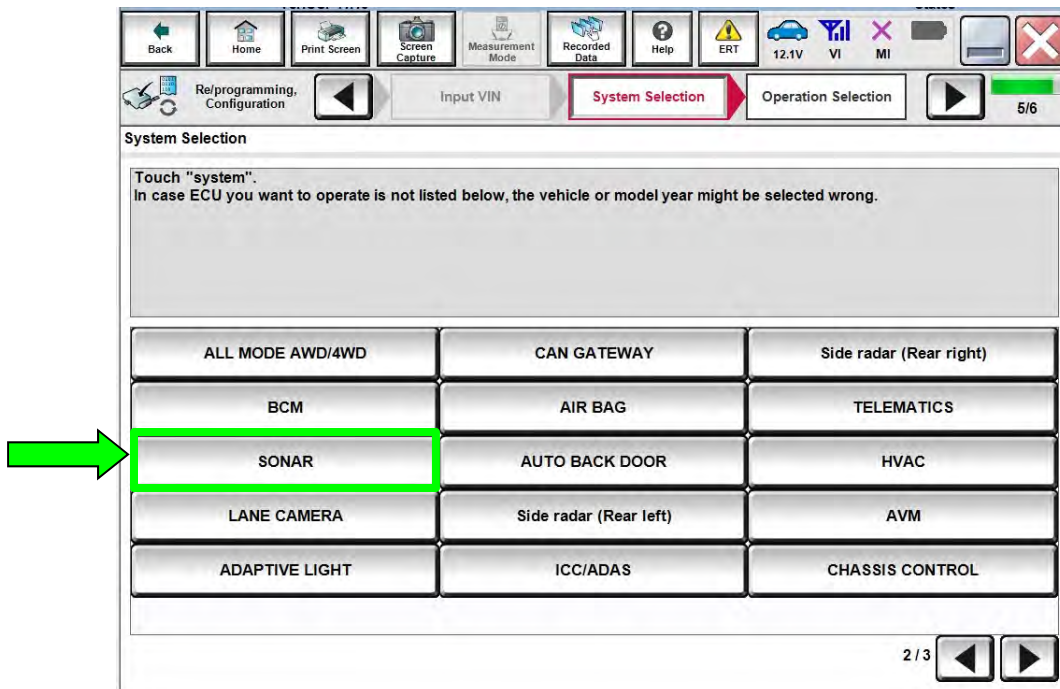 Back
Home
Print Screen
Screen
Capture
Measurement
Mode
Recorded
Data
Help
ERT
12.1V
VI
MI
Re/programming,
Configuration
Input VIN
System Selection
Operation Selection
5/6
System Selection
Touch "system".
In case ECU you want to operate is not listed below, the vehicle or model year might be selected wrong.
ALL MODE AWD/4WD
CAN GATEWAY
Side radar (Rear right)
BCM
AIR BAG
TELEMATICS
SONAR
AUTO BACK DOOR
HVAC
LANE CAMERA
Side radar (Rear left)
AVM
ADAPTIVE LIGHT
ICC/ADAS
CHASSIS CONTROL
2/3